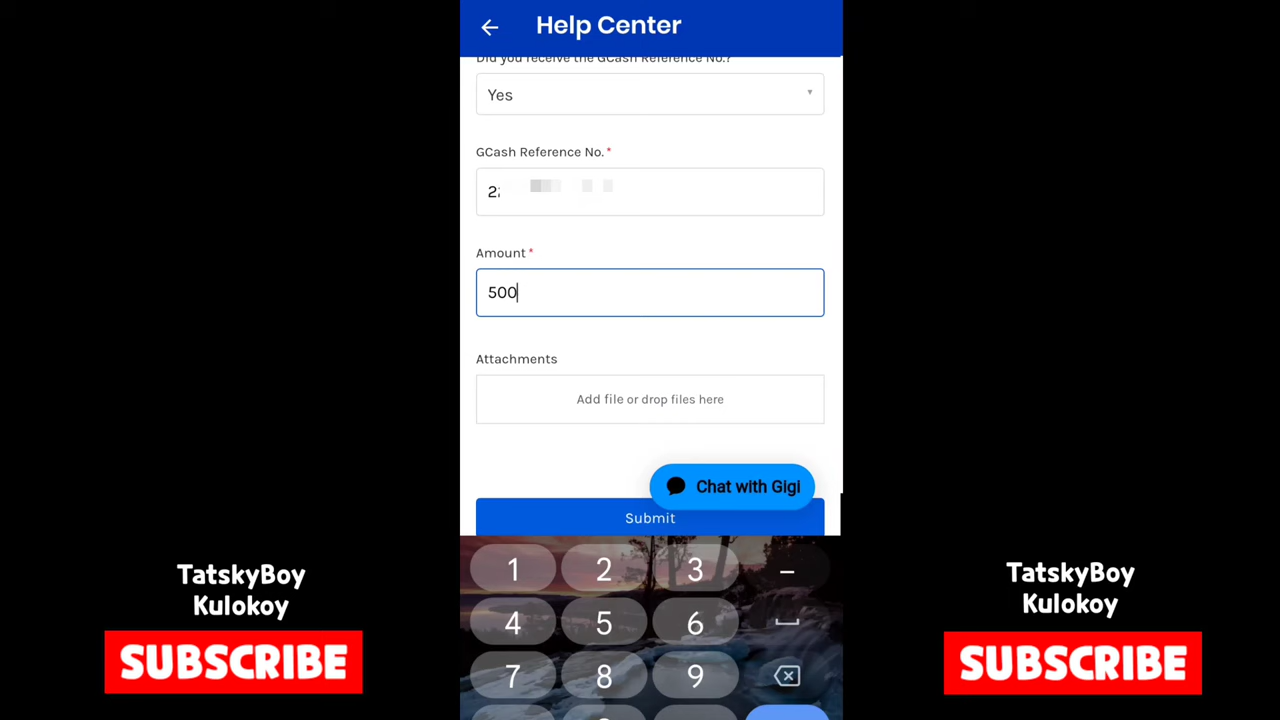 Help Center
Did you receive the GCash Reference No.?
Yes
GCash Reference No.*
Amount*
500
Attachments
Add file or drop files here
Chat with Gigi
Submit
1 2 3 –
4 5 6
7 8 9
TatskyBoy
Kulokoy
SUBSCRIBE
TatskyBoy
Kulokoy
SUBSCRIBE